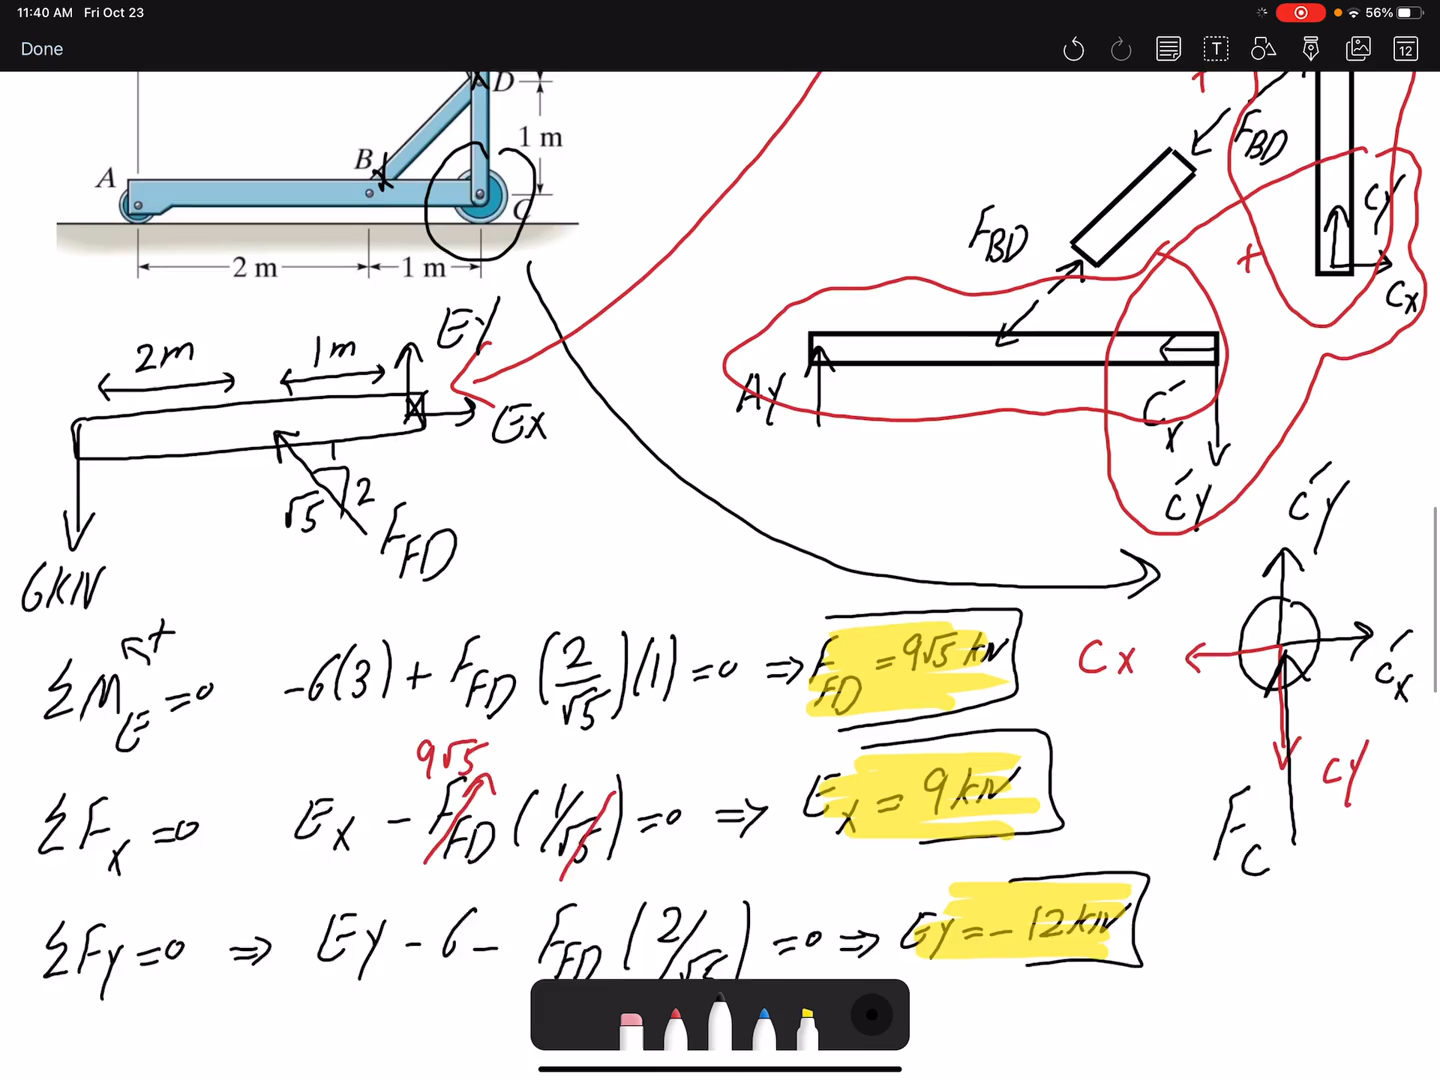 11:40 AM Fri Oct 23
56%
Done
T
12
D
1 m
B
A
C
2 m
1 m
F_BD
F_BD
CY
Cx
+
+
AY
C'x
C'Y
2m
1m
EY
Ex
√5
2
F_FD
6KN
C'Y
Cx
C'x
CY
F_C
+
ΣM_E=0 -6(3) + F_FD (2/√5)(1)=0 ⇒ F_FD = 9√5 kN
9√5
ΣF_x=0 E_x - F_FD (1/√5)=0 ⇒ E_x = 9kN
ΣFy=0 ⇒ EY - 6 - F_FD (2/√5)=0 ⇒ EY=-12kN